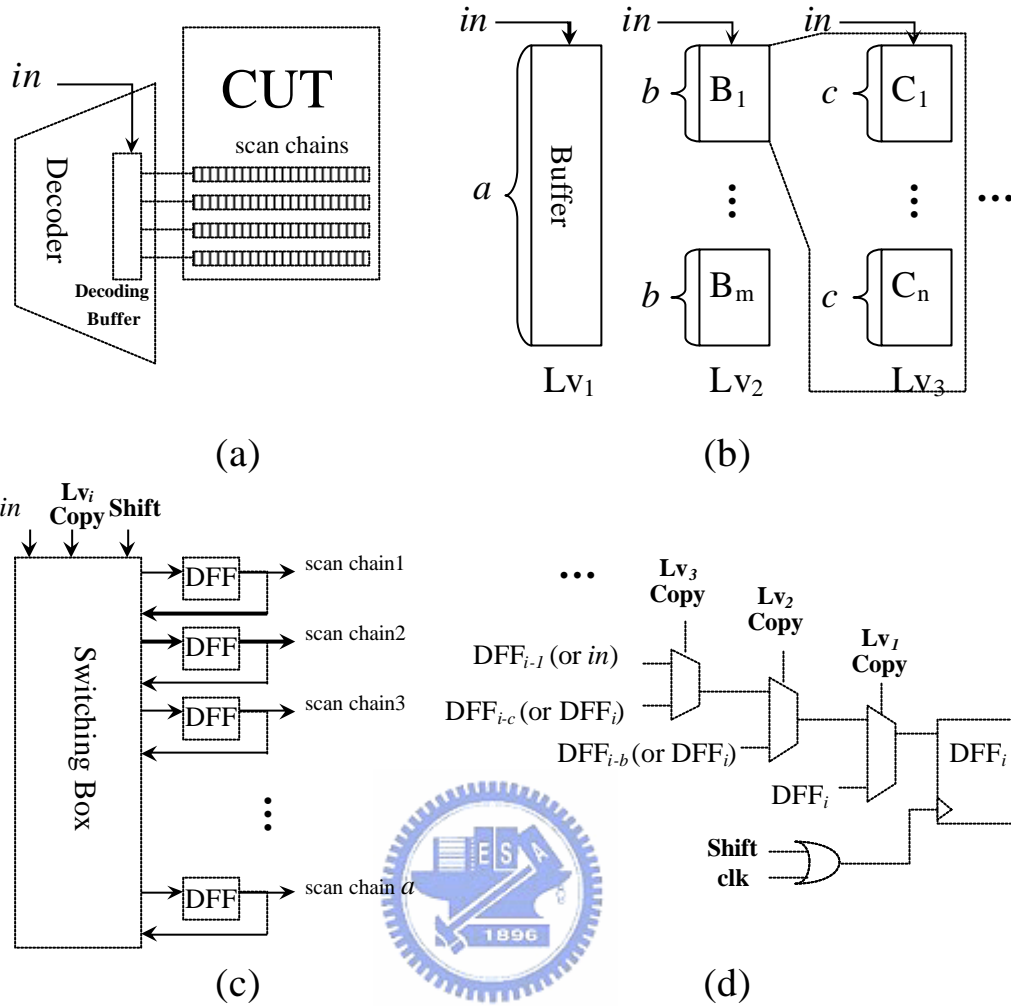 in
CUT
scan chains
Decoder
Decoding
Buffer
(a)
in
in
in
a
Buffer
b
B1
c
C1
b
Bm
c
Cn
...
Lv1
Lv2
Lv3
(b)
in
Lvi
Copy
Shift
Switching Box
DFF
scan chain1
DFF
scan chain2
DFF
scan chain3
DFF
scan chain a
(c)
...
Lv3
Copy
Lv2
Copy
Lv1
Copy
DFFi-1 (or in)
DFFi-c (or DFFi)
DFFi-b (or DFFi)
DFFi
DFFi
Shift
clk
(d)
E S A
1896